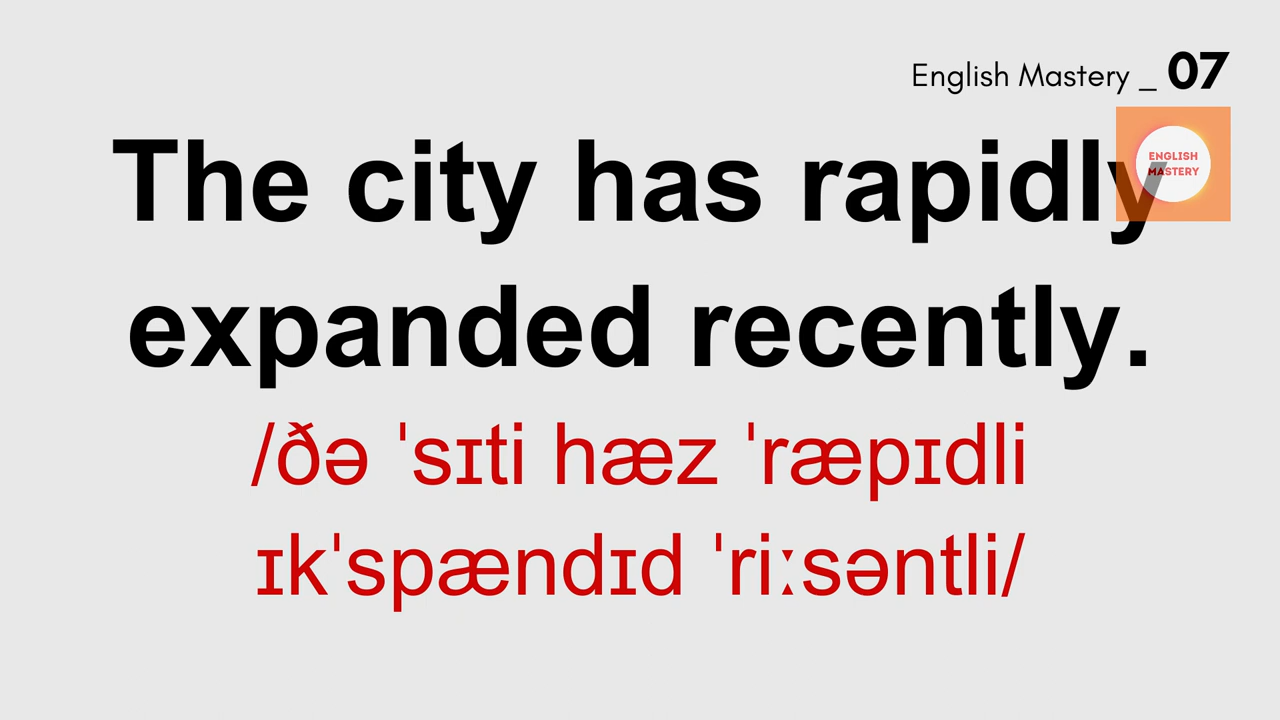 English Mastery _ 07
The city has rapidly
ENGLISH
MASTERY
expanded recently.
/ðə ˈsɪti hæz ˈræpɪdli
ɪkˈspændɪd ˈriːsəntli/